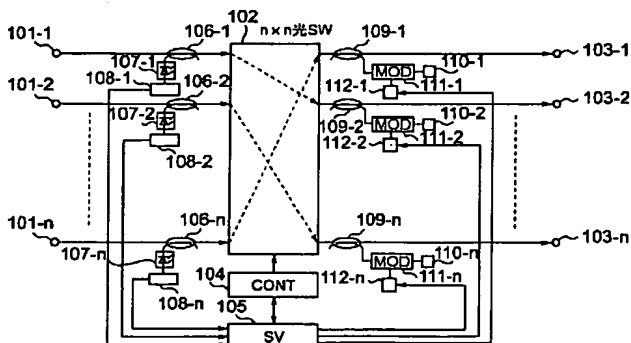 102
n×n光SW
101-1
106-1
109-1
103-1
107-1
108-1
MOD
110-1
112-1
111-1
101-2
106-2
103-2
107-2
109-2
MOD
110-2
108-2
112-2
111-2
101-n
106-n
109-n
103-n
107-n
MOD
110-n
108-n
104
CONT
112-n
111-n
105
SV